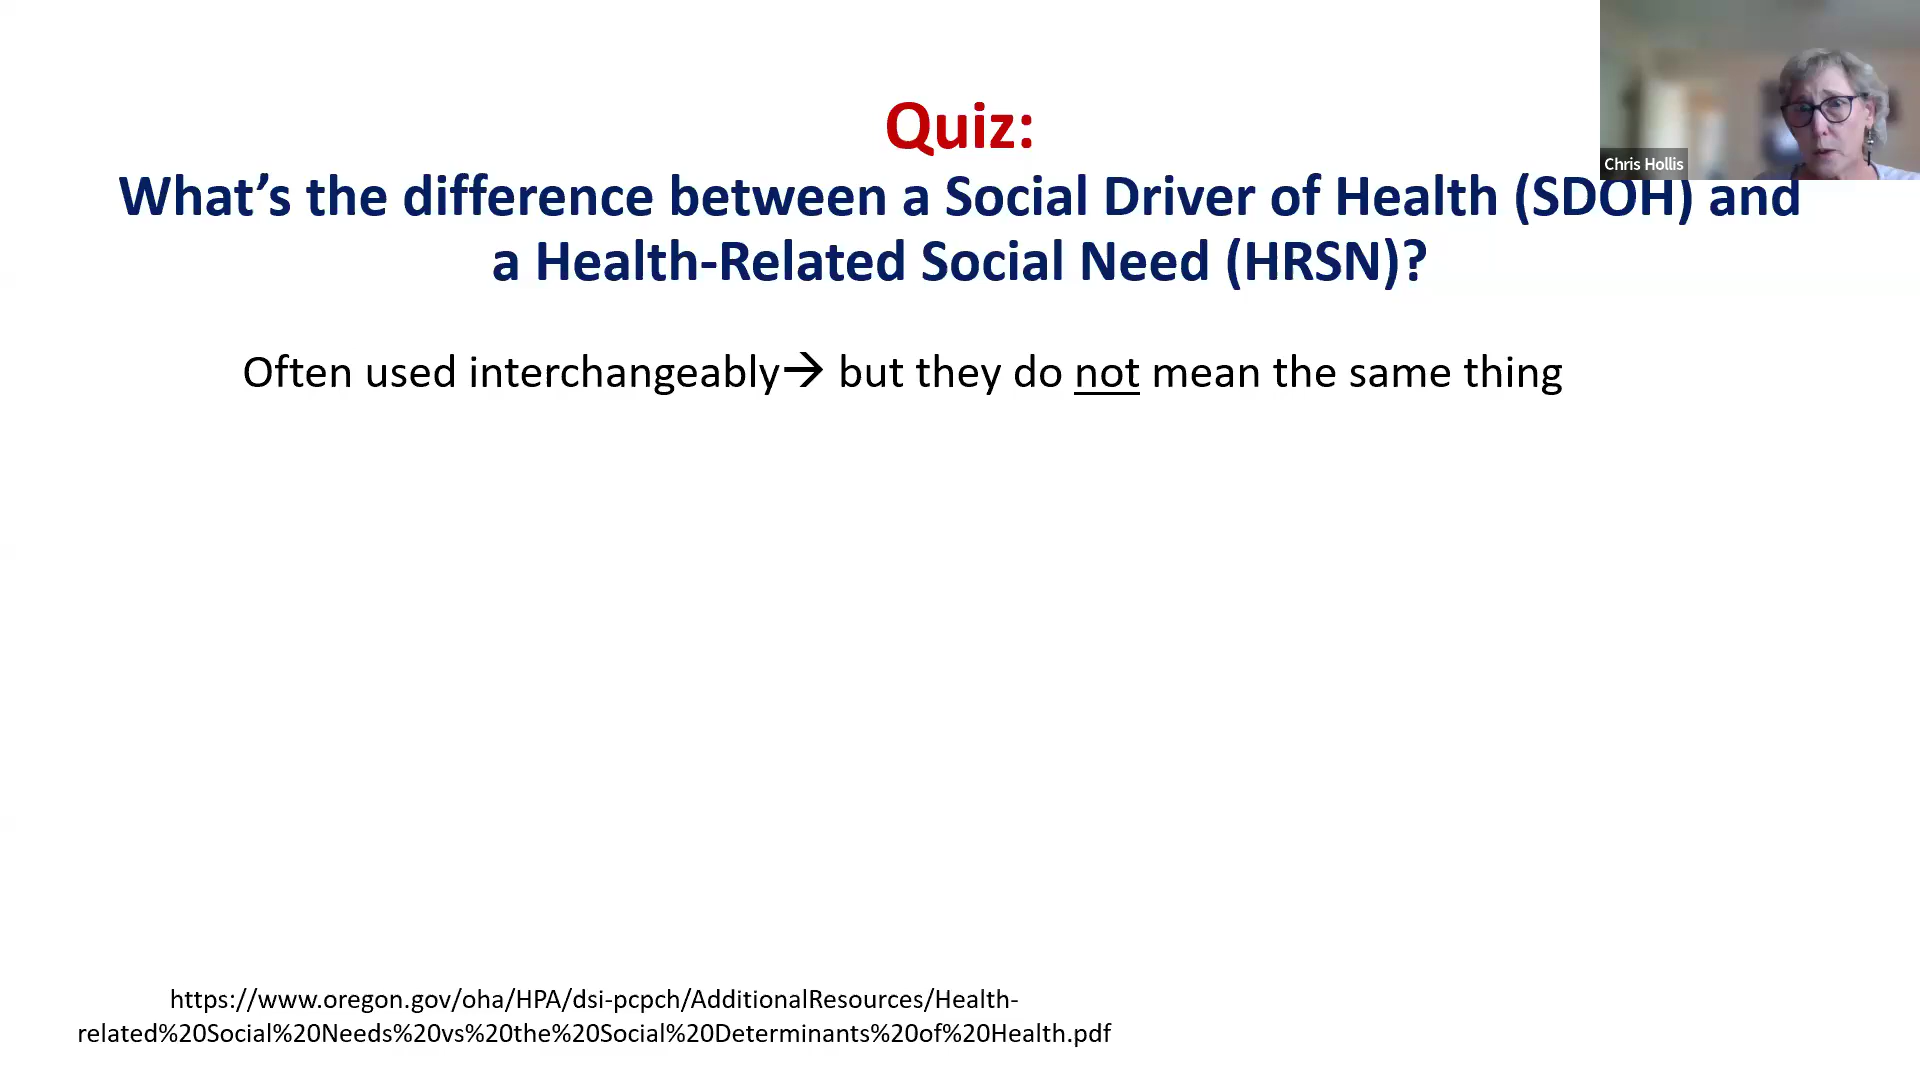 Quiz:
What’s the difference between a Social Driver of Health (SDOH) and
a Health-Related Social Need (HRSN)?
Chris Hollis
Often used interchangeably→ but they do not mean the same thing
https://www.oregon.gov/oha/HPA/dsi-pcpch/AdditionalResources/Health-
related%20Social%20Needs%20vs%20the%20Social%20Determinants%20of%20Health.pdf